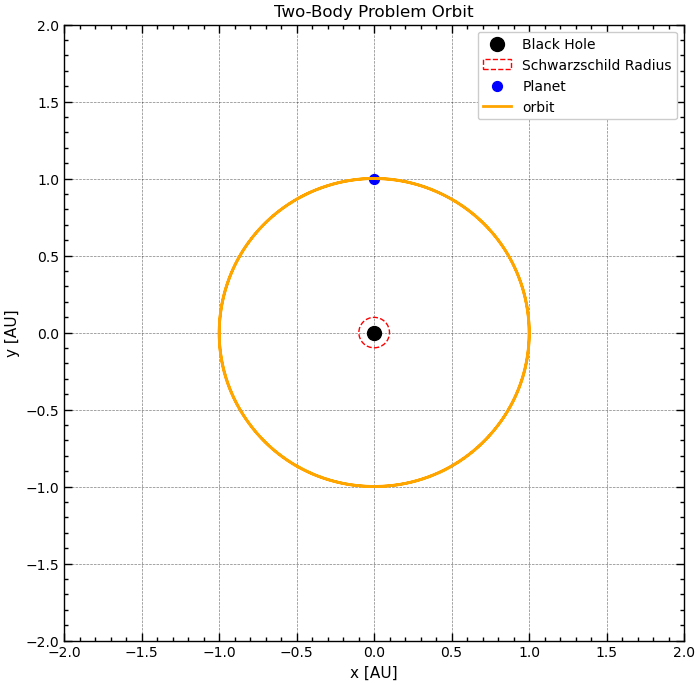 Two-Body Problem Orbit
Black Hole
Schwarzschild Radius
Planet
orbit
2.0
1.5
1.0
0.5
0.0
−0.5
−1.0
−1.5
−2.0
y [AU]
−2.0 −1.5 −1.0 −0.5 0.0 0.5 1.0 1.5 2.0
x [AU]